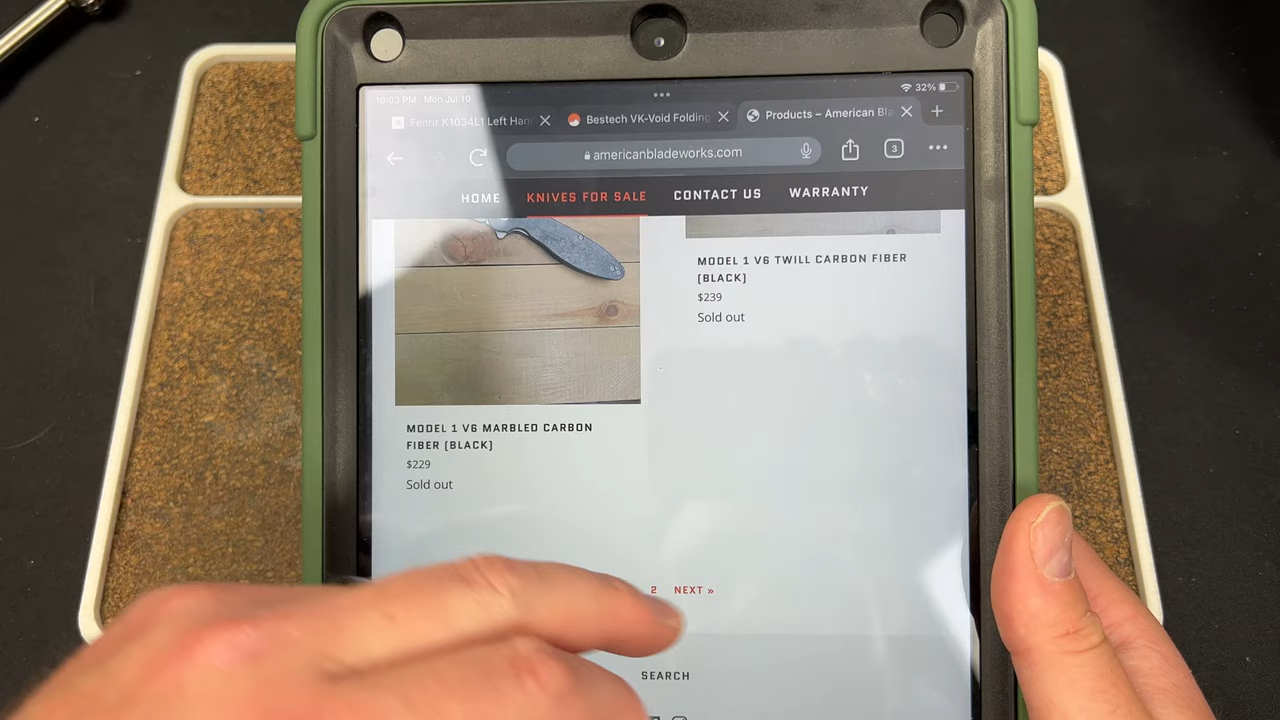 10:03 PM Mon Jul 10
32%
Fenru K1034L1 Left Han
Bestech VK-Void Folding
Products – American Bla
americanbladeworks.com
3
HOME
KNIVES FOR SALE
CONTACT US
WARRANTY
MODEL 1 V6 TWILL CARBON FIBER
(BLACK)
$239
Sold out
MODEL 1 V6 MARBLED CARBON
FIBER (BLACK)
$229
Sold out
2
NEXT »
SEARCH